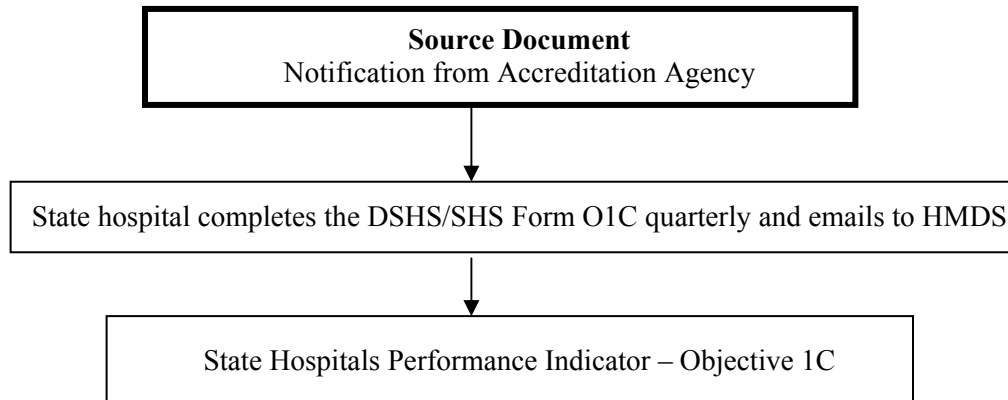 Source Document
Notification from Accreditation Agency
State hospital completes the DSHS/SHS Form O1C quarterly and emails to HMDS
State Hospitals Performance Indicator – Objective 1C